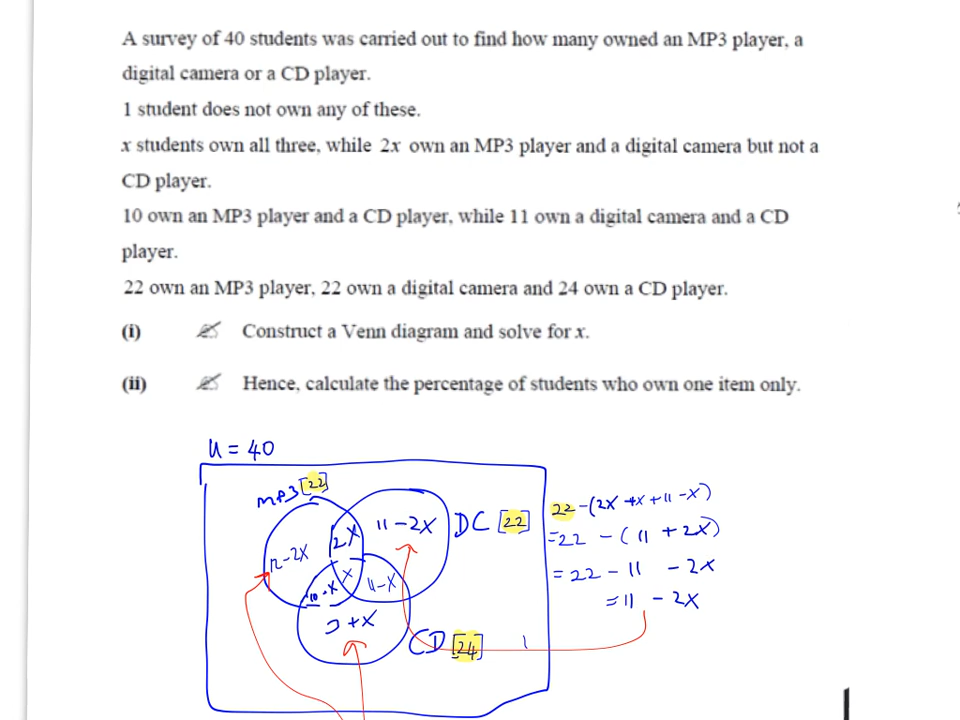 A survey of 40 students was carried out to find how many owned an MP3 player, a
digital camera or a CD player.
1 student does not own any of these.
x students own all three, while 2x own an MP3 player and a digital camera but not a
CD player.
10 own an MP3 player and a CD player, while 11 own a digital camera and a CD
player.
22 own an MP3 player, 22 own a digital camera and 24 own a CD player.
(i) Construct a Venn diagram and solve for x.
(ii) Hence, calculate the percentage of students who own one item only.
U = 40
MP3 [22]
11-2X DC [22]
2X
12-2X
X
10-X
11-X
3+X
CD [24]
1
22-(2X+X+11-X)
=22 - (11 + 2X)
= 22 - 11 - 2X
= 11 - 2X